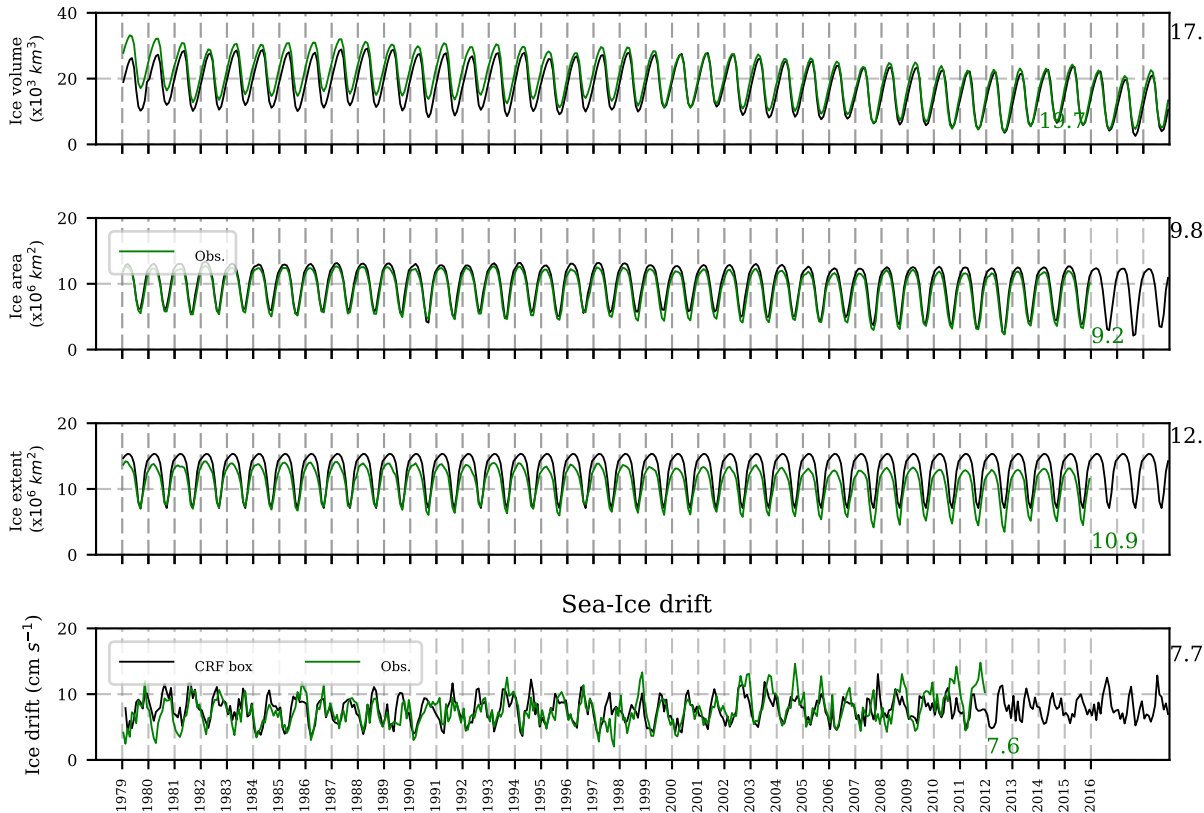 40
20
0
Ice volume
(x10³ km³)
17.
19.7
20
10
0
Ice area
(x10⁶ km²)
Obs.
9.8
9.2
20
10
0
Ice extent
(x10⁶ km²)
12.
10.9
Sea-Ice drift
20
10
0
Ice drift (cm s⁻¹)
CRF box
Obs.
7.7
7.6
1979 1980 1981 1982 1983 1984 1985 1986 1987 1988 1989 1990 1991 1992 1993 1994 1995 1996 1997 1998 1999 2000 2001 2002 2003 2004 2005 2006 2007 2008 2009 2010 2011 2012 2013 2014 2015 2016